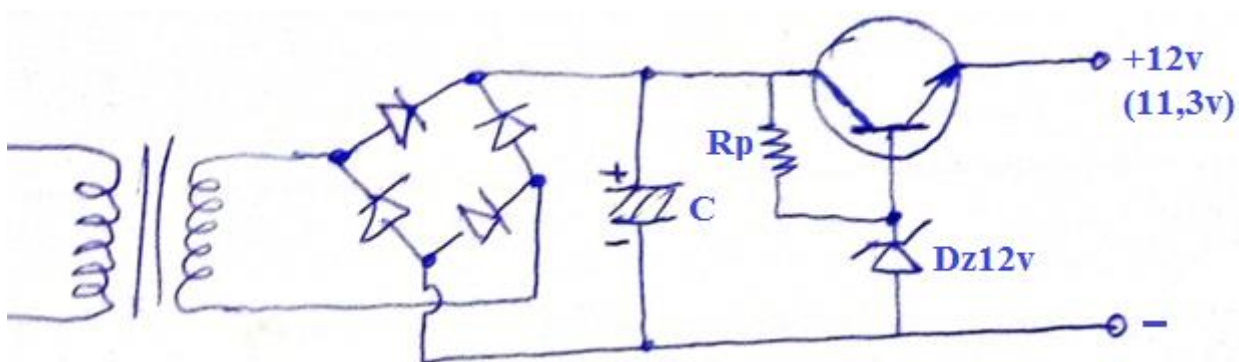 +12v
(11,3v)
Rp
+
C
-
Dz12v
-